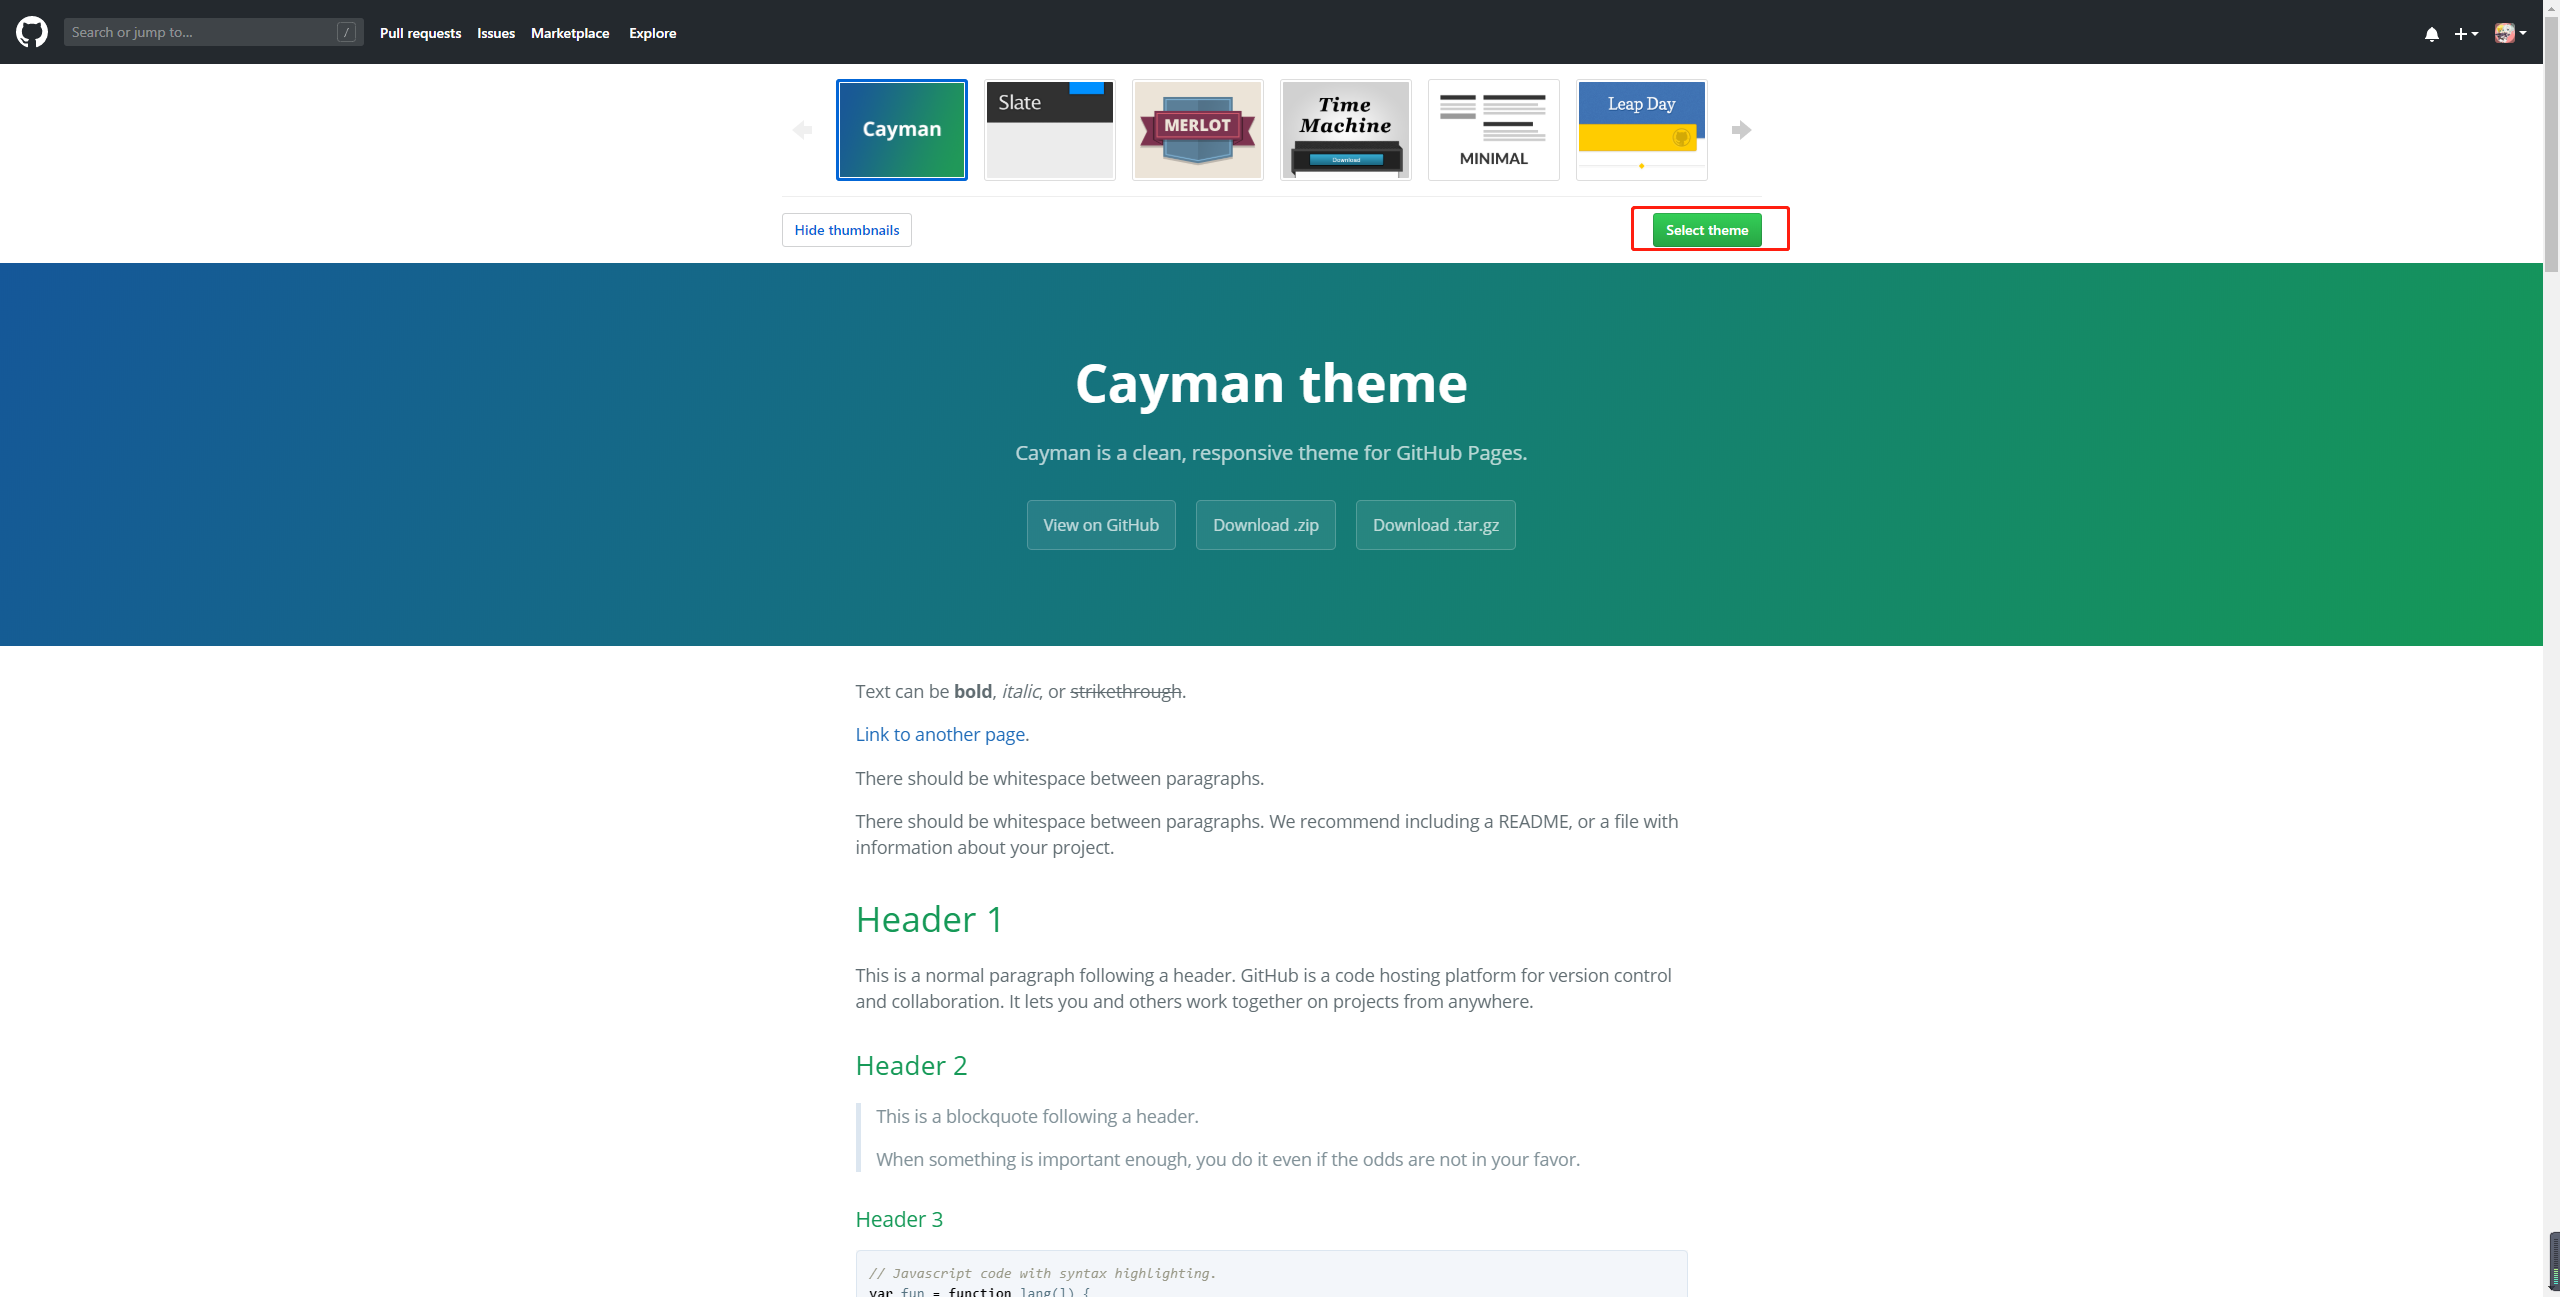 Search or jump to...
/
Pull requests
Issues
Marketplace
Explore
Cayman
Slate
MERLOT
Time
Machine
Download
MINIMAL
Leap Day
Hide thumbnails
Select theme
Cayman theme
Cayman is a clean, responsive theme for GitHub Pages.
View on GitHub
Download .zip
Download .tar.gz
Text can be bold, italic, or strikethrough.
Link to another page.
There should be whitespace between paragraphs.
There should be whitespace between paragraphs. We recommend including a README, or a file with
information about your project.
Header 1
This is a normal paragraph following a header. GitHub is a code hosting platform for version control
and collaboration. It lets you and others work together on projects from anywhere.
Header 2
This is a blockquote following a header.
When something is important enough, you do it even if the odds are not in your favor.
Header 3
// Javascript code with syntax highlighting.
var fun = function lang(l) {